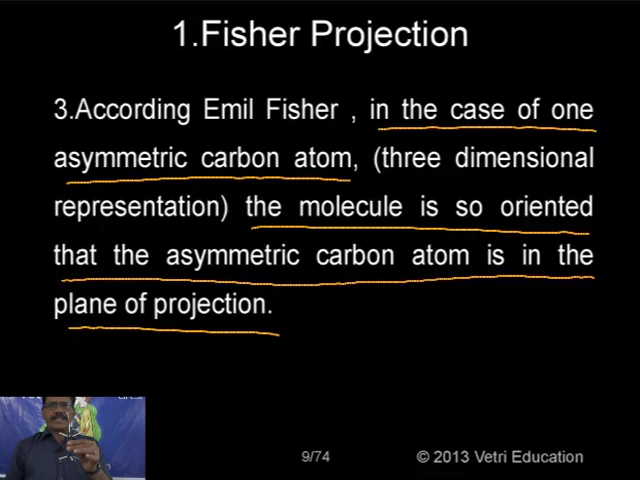 1.Fisher Projection
3.According Emil Fisher , in the case of one
asymmetric carbon atom, (three dimensional
representation) the molecule is so oriented
that the asymmetric carbon atom is in the
plane of projection.
9/74
© 2013 Vetri Education